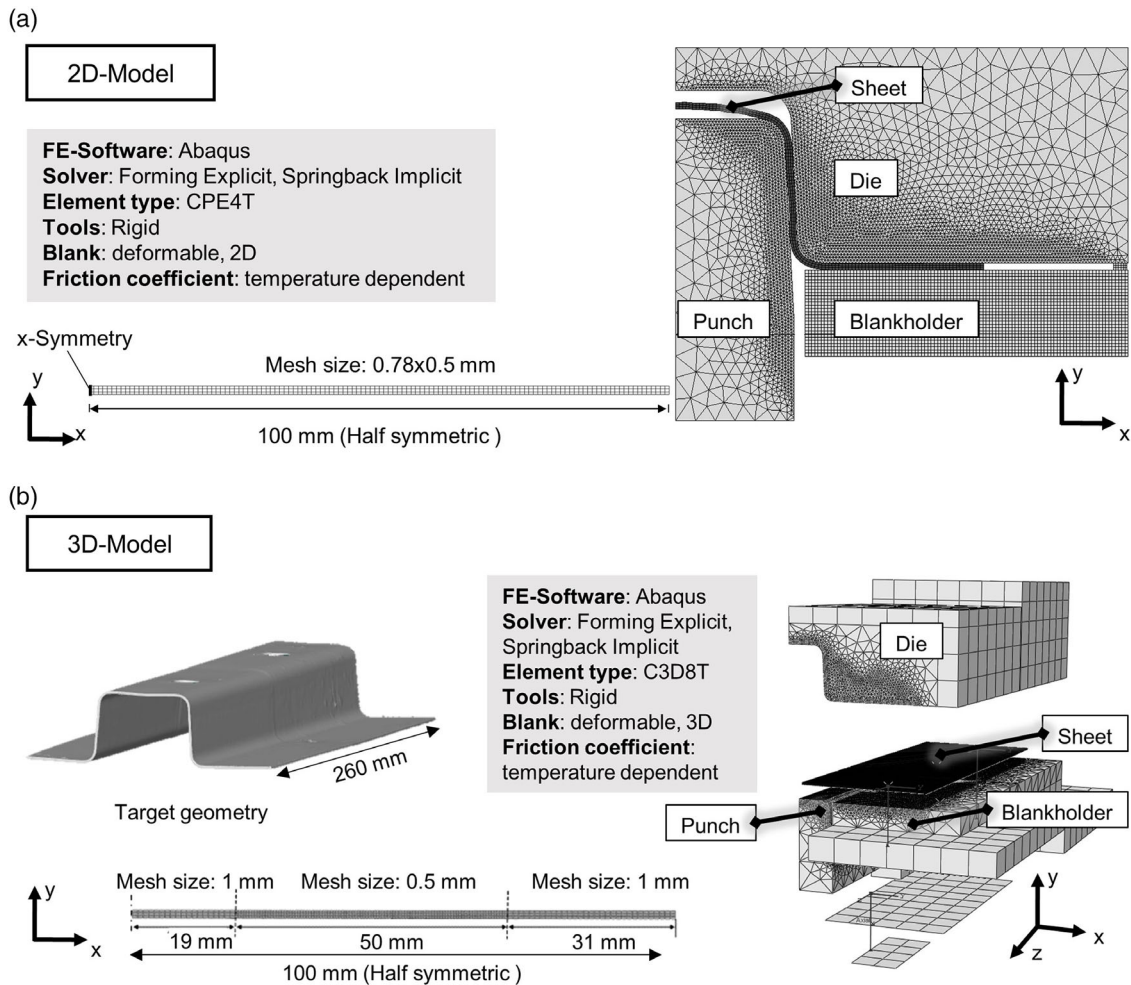 (a)
2D-Model
FE-Software: Abaqus
Solver: Forming Explicit, Springback Implicit
Element type: CPE4T
Tools: Rigid
Blank: deformable, 2D
Friction coefficient: temperature dependent
x-Symmetry
Mesh size: 0.78x0.5 mm
y
x
100 mm (Half symmetric )
Sheet
Die
Punch
Blankholder
y
x
(b)
3D-Model
260 mm
Target geometry
FE-Software: Abaqus
Solver: Forming Explicit,
Springback Implicit
Element type: C3D8T
Tools: Rigid
Blank: deformable, 3D
Friction coefficient:
temperature dependent
Die
Sheet
Punch
Blankholder
y
x
z
Mesh size: 1 mm
Mesh size: 0.5 mm
Mesh size: 1 mm
y
x
19 mm
50 mm
31 mm
100 mm (Half symmetric )